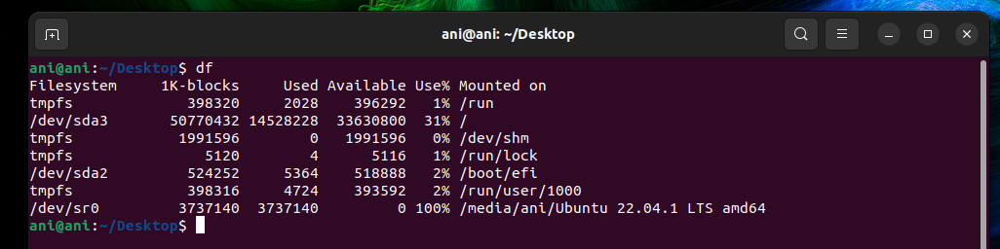 ani@ani: ~/Desktop
ani@ani:~/Desktop$ df
Filesystem     1K-blocks     Used Available Use% Mounted on
tmpfs             398320     2028    396292   1% /run
/dev/sda3       50770432 14528228  33630800  31% /
tmpfs            1991596        0   1991596   0% /dev/shm
tmpfs               5120        4      5116   1% /run/lock
/dev/sda2         524252     5364    518888   2% /boot/efi
tmpfs             398316     4724    393592   2% /run/user/1000
/dev/sr0         3737140  3737140         0 100% /media/ani/Ubuntu 22.04.1 LTS amd64
ani@ani:~/Desktop$